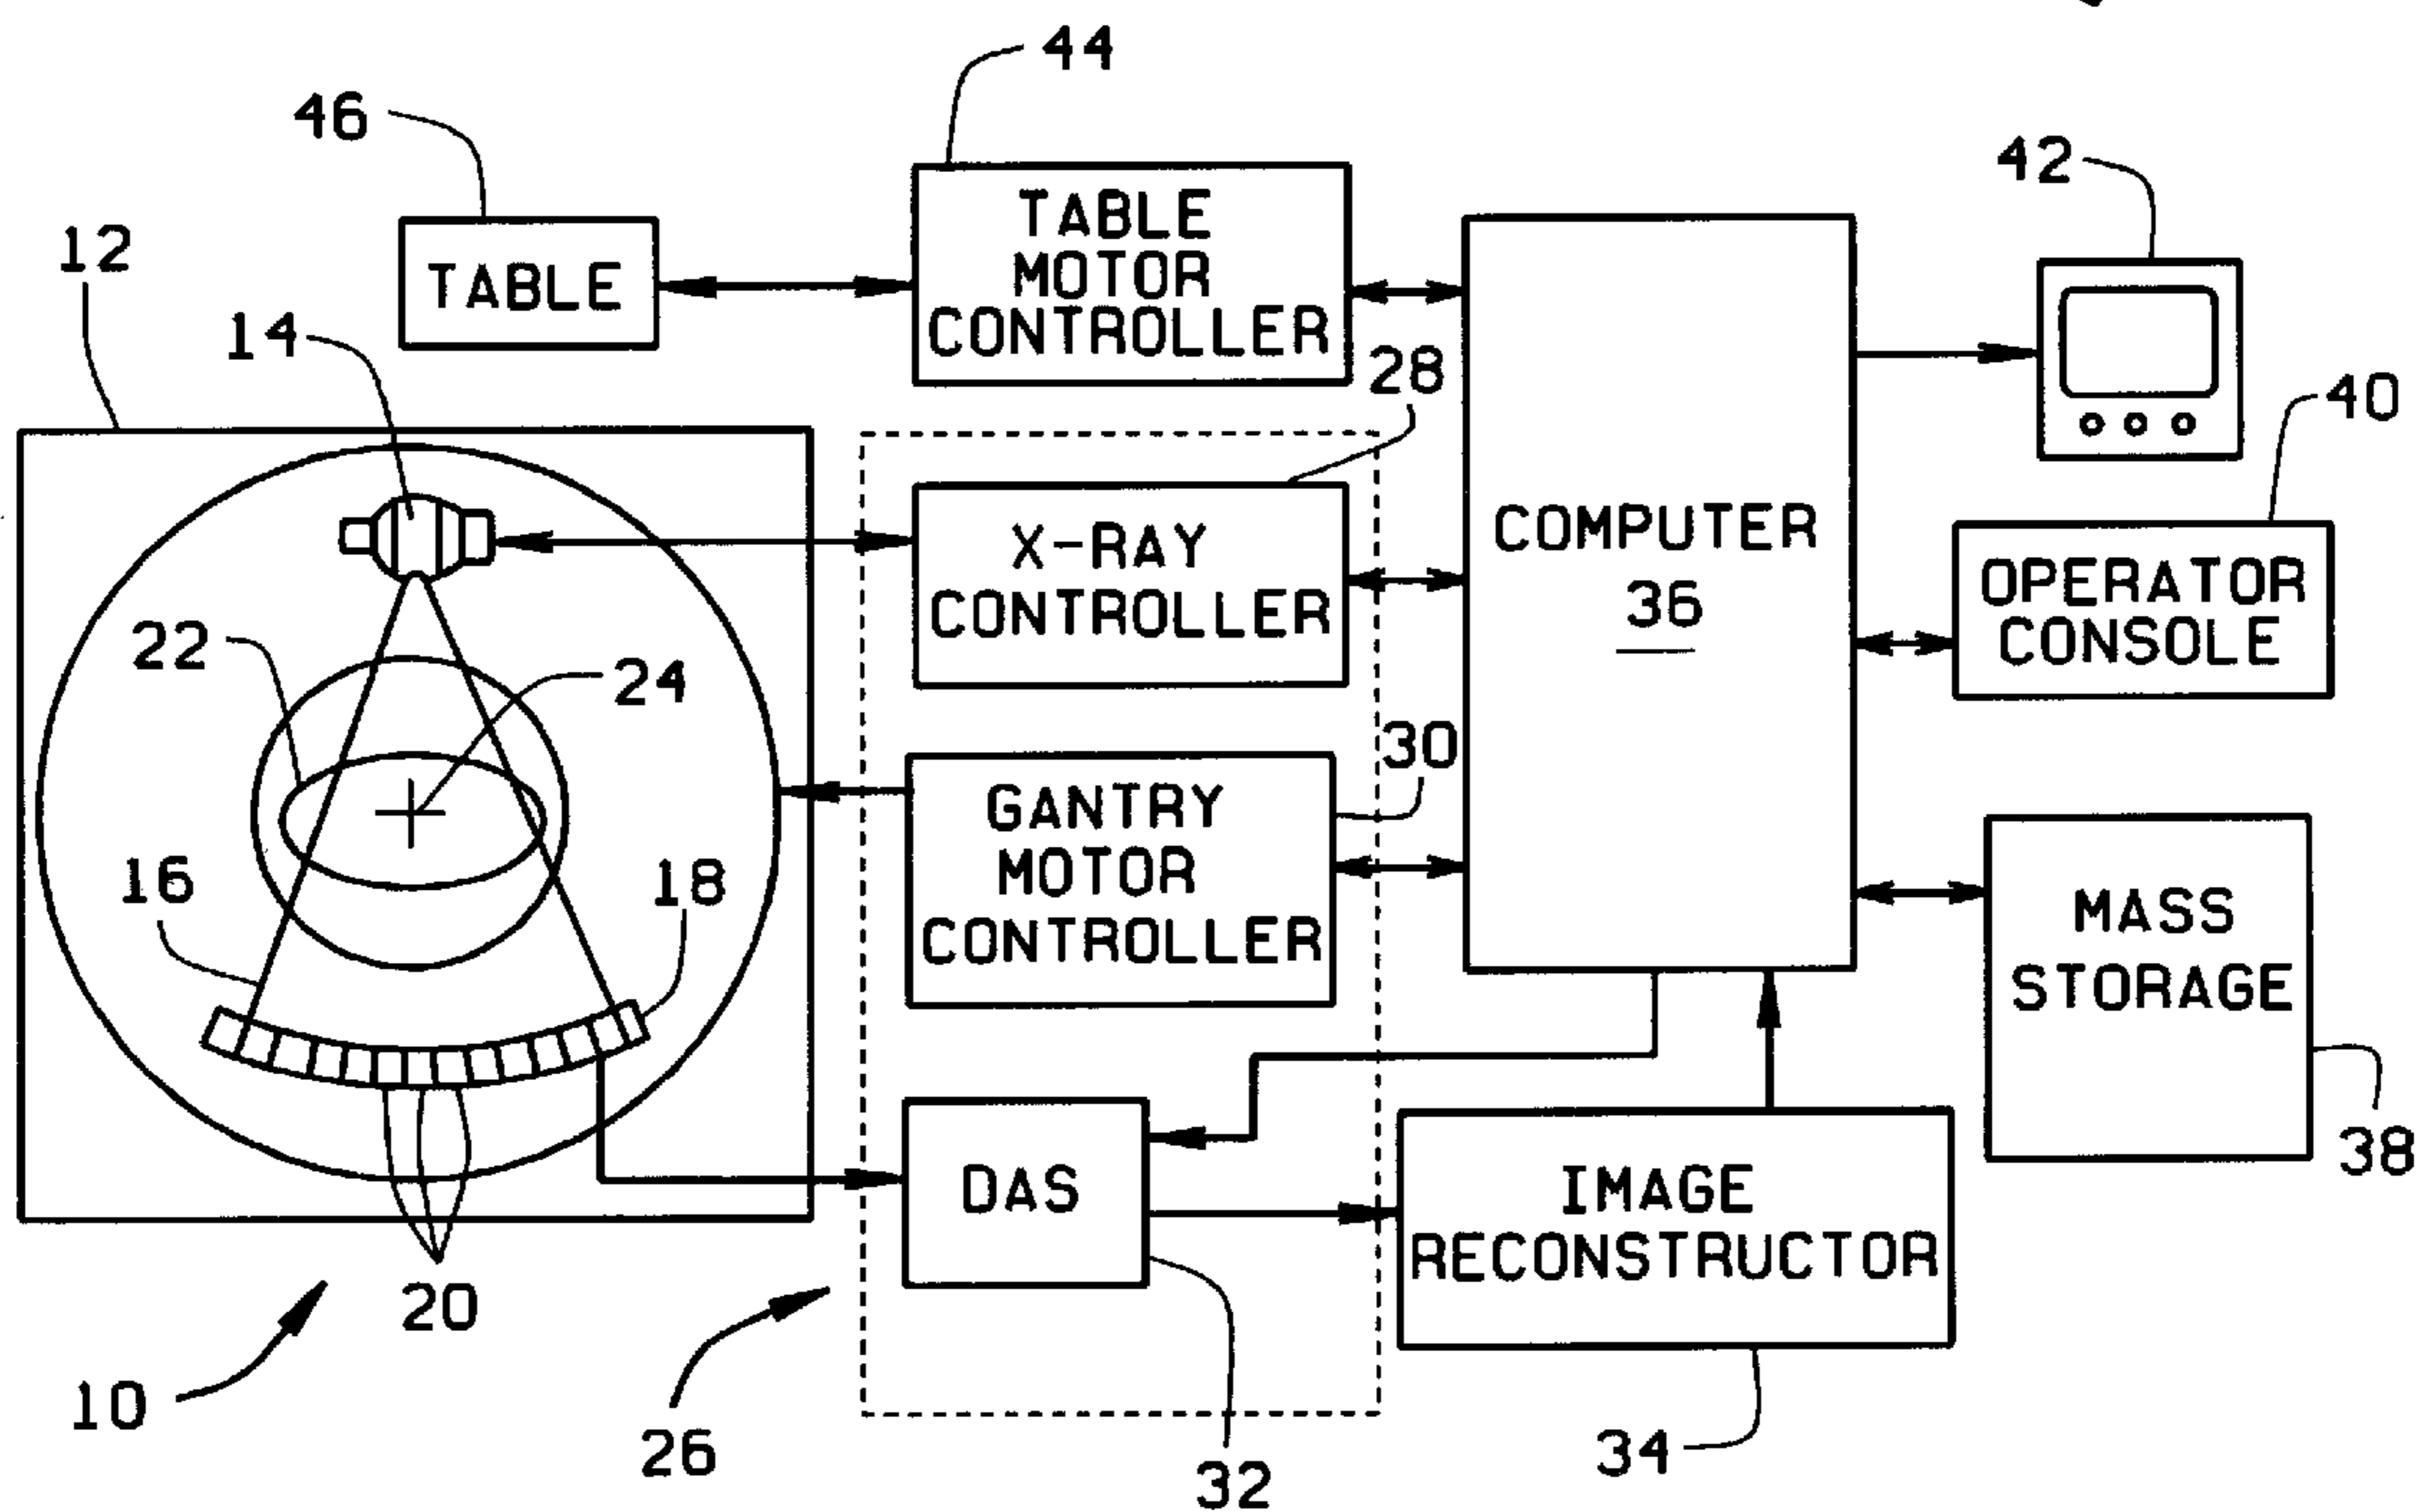 44
46
42
12
TABLE
MOTOR
CONTROLLER
TABLE
14
28
40
X-RAY
CONTROLLER
COMPUTER
36
OPERATOR
CONSOLE
22
24
30
GANTRY
MOTOR
CONTROLLER
16
18
MASS
STORAGE
38
DAS
IMAGE
RECONSTRUCTOR
20
10
26
32
34